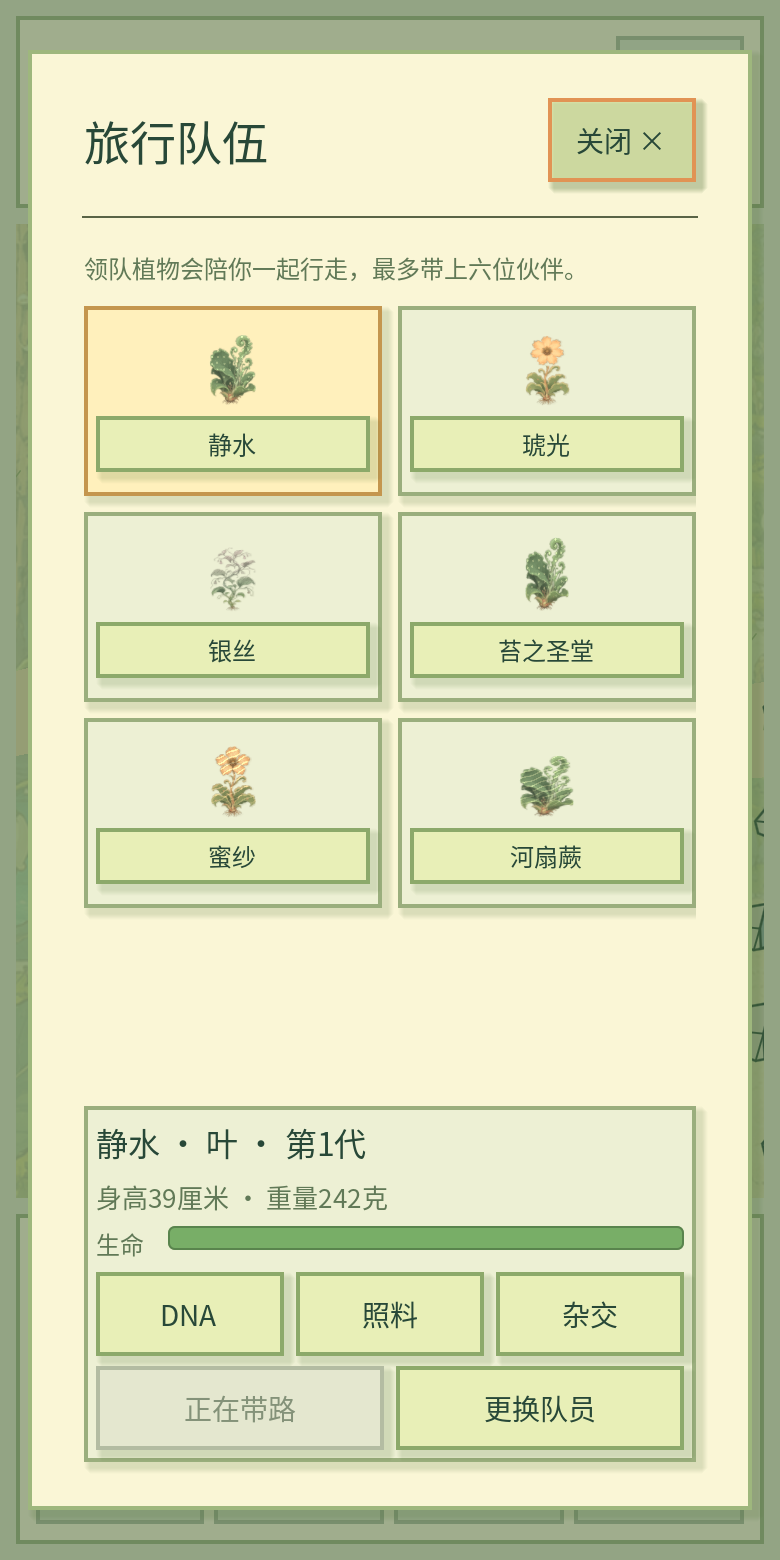 旅行队伍
关闭 ×
领队植物会陪你一起行走，最多带上六位伙伴。
静水
琥光
银丝
苔之圣堂
蜜纱
河扇蕨
静水 · 叶 · 第1代
身高39厘米 · 重量242克
生命
DNA
照料
杂交
正在带路
更换队员